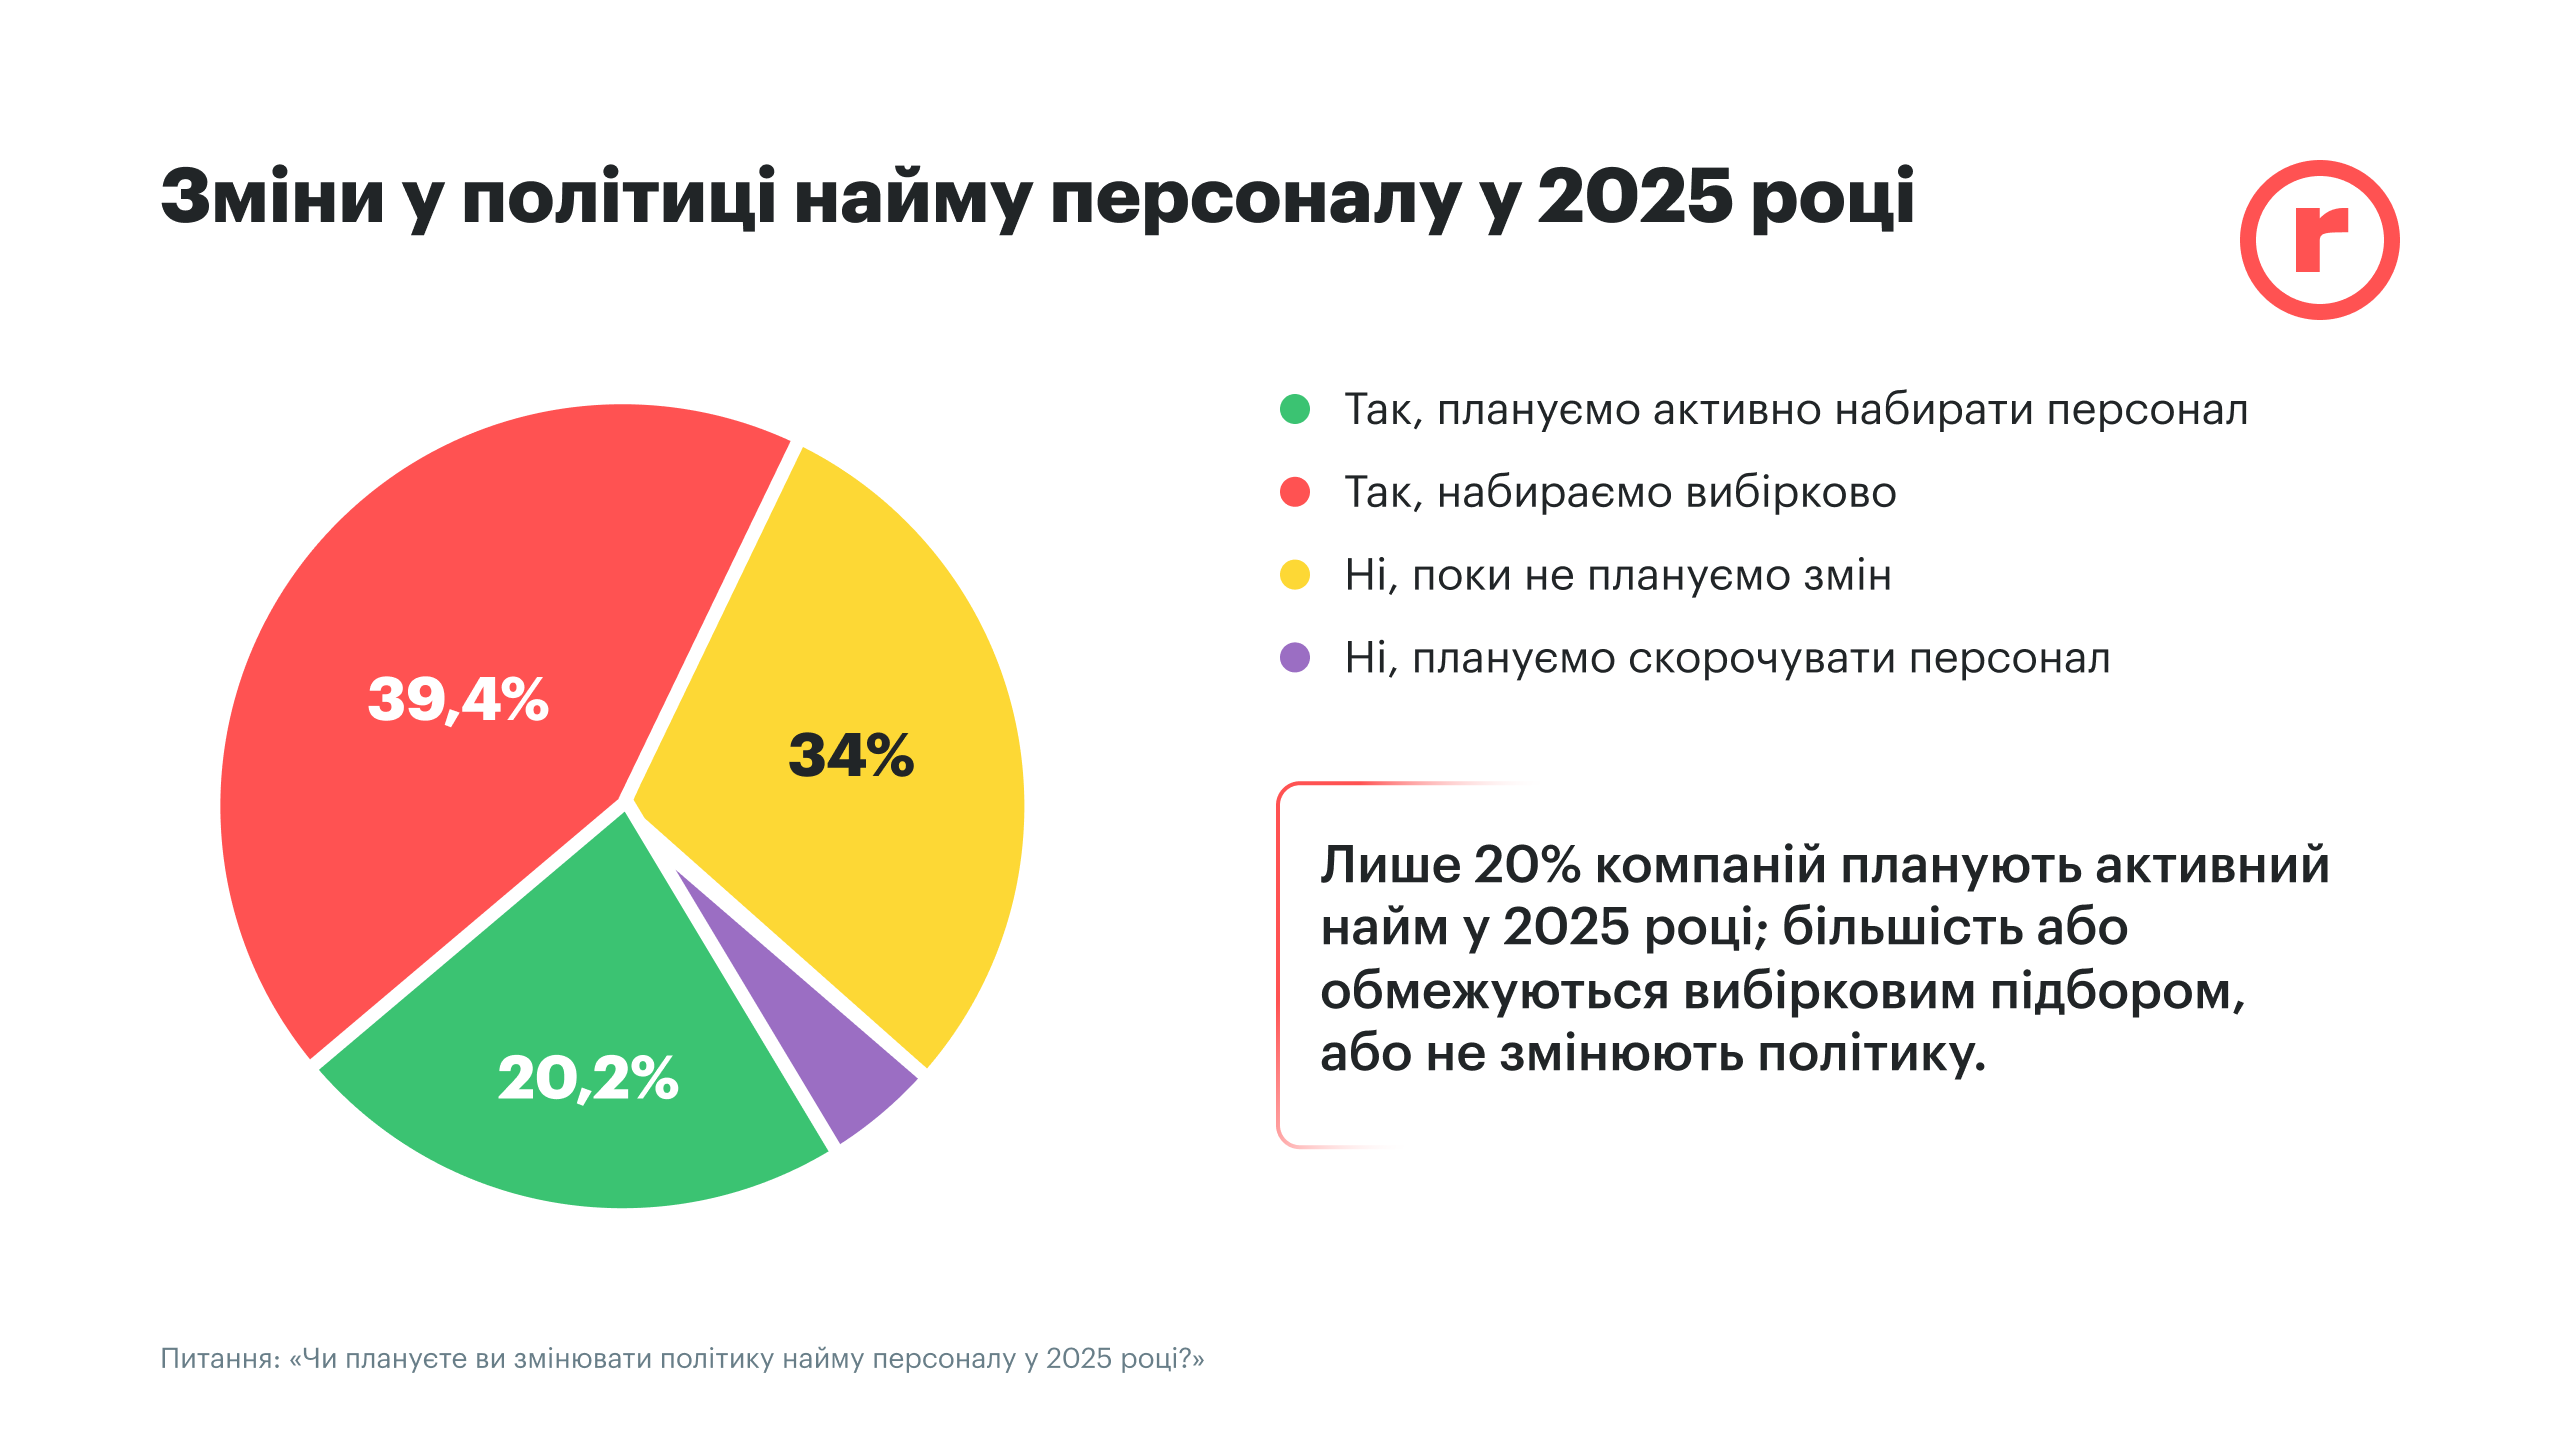 Зміни у політиці найму персоналу у 2025 році
r
Так, плануємо активно набирати персонал
Так, набираємо вибірково
Ні, поки не плануємо змін
Ні, плануємо скорочувати персонал
39,4%
34%
20,2%
Лише 20% компаній планують активний
найм у 2025 році; більшість або
обмежуються вибірковим підбором,
або не змінюють політику.
Питання: «Чи плануєте ви змінювати політику найму персоналу у 2025 році?»